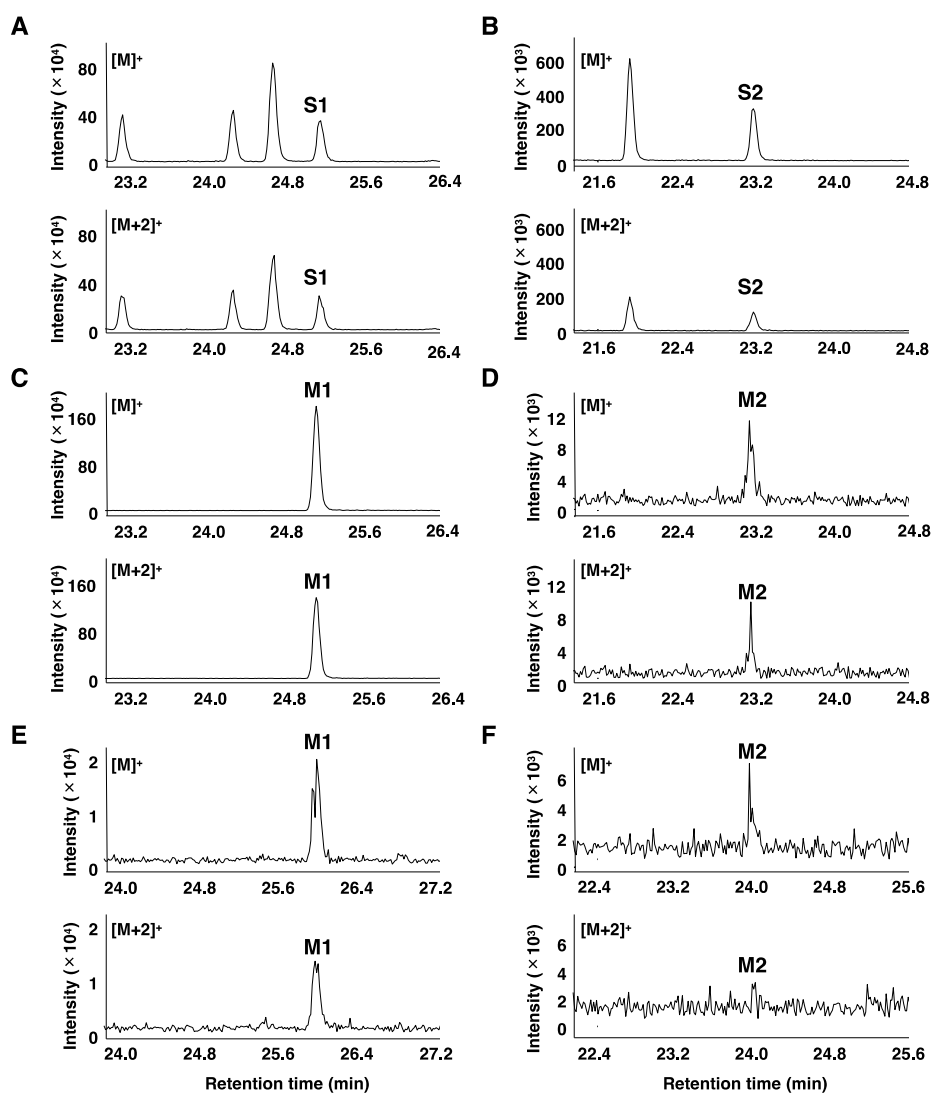 A
Intensity (×10⁴)
[M]⁺
S1
80
40
0
23.2 24.0 24.8 25.6 26.4
Intensity (×10⁴)
[M+2]⁺
S1
80
40
0
23.2 24.0 24.8 25.6 26.4
B
Intensity (×10³)
[M]⁺
S2
600
400
200
0
21.6 22.4 23.2 24.0 24.8
Intensity (×10³)
[M+2]⁺
S2
600
400
200
0
21.6 22.4 23.2 24.0 24.8
C
Intensity (×10⁴)
[M]⁺
M1
160
80
0
23.2 24.0 24.8 25.6 26.4
Intensity (×10⁴)
[M+2]⁺
M1
160
80
0
23.2 24.0 24.8 25.6 26.4
D
Intensity (×10³)
[M]⁺
M2
12
8
4
0
21.6 22.4 23.2 24.0 24.8
Intensity (×10³)
[M+2]⁺
M2
12
8
4
0
21.6 22.4 23.2 24.0 24.8
E
Intensity (×10⁴)
[M]⁺
M1
2
1
0
24.0 24.8 25.6 26.4 27.2
Intensity (×10⁴)
[M+2]⁺
M1
2
1
0
24.0 24.8 25.6 26.4 27.2
Retention time (min)
F
Intensity (×10³)
[M]⁺
M2
6
4
2
0
22.4 23.2 24.0 24.8 25.6
Intensity (×10³)
[M+2]⁺
M2
6
4
2
0
22.4 23.2 24.0 24.8 25.6
Retention time (min)